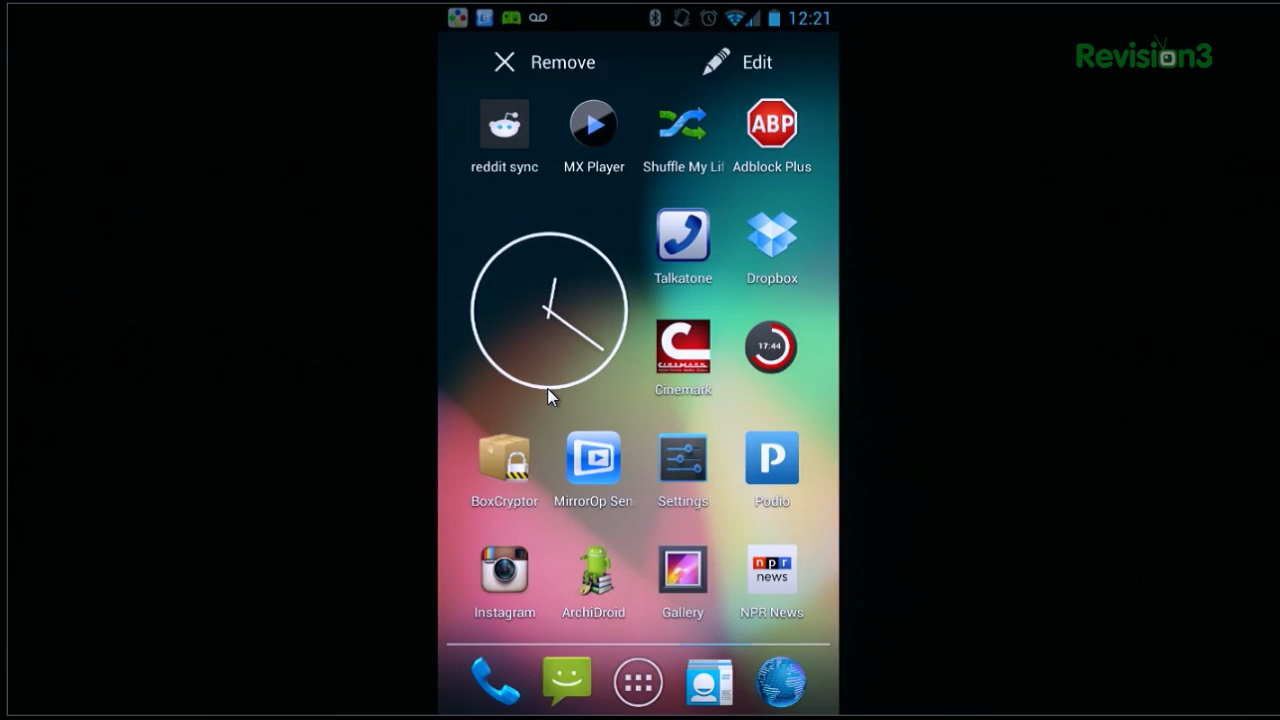 12:21
Revision3
Remove Edit
ABP
reddit sync MX Player Shuffle My Lif Adblock Plus
Talkatone Dropbox
C
CINEMARK
17:44
Cinemark
P
BoxCryptor MirrorOp Sen Settings Podio
npr
news
Instagram ArchiDroid Gallery NPR News